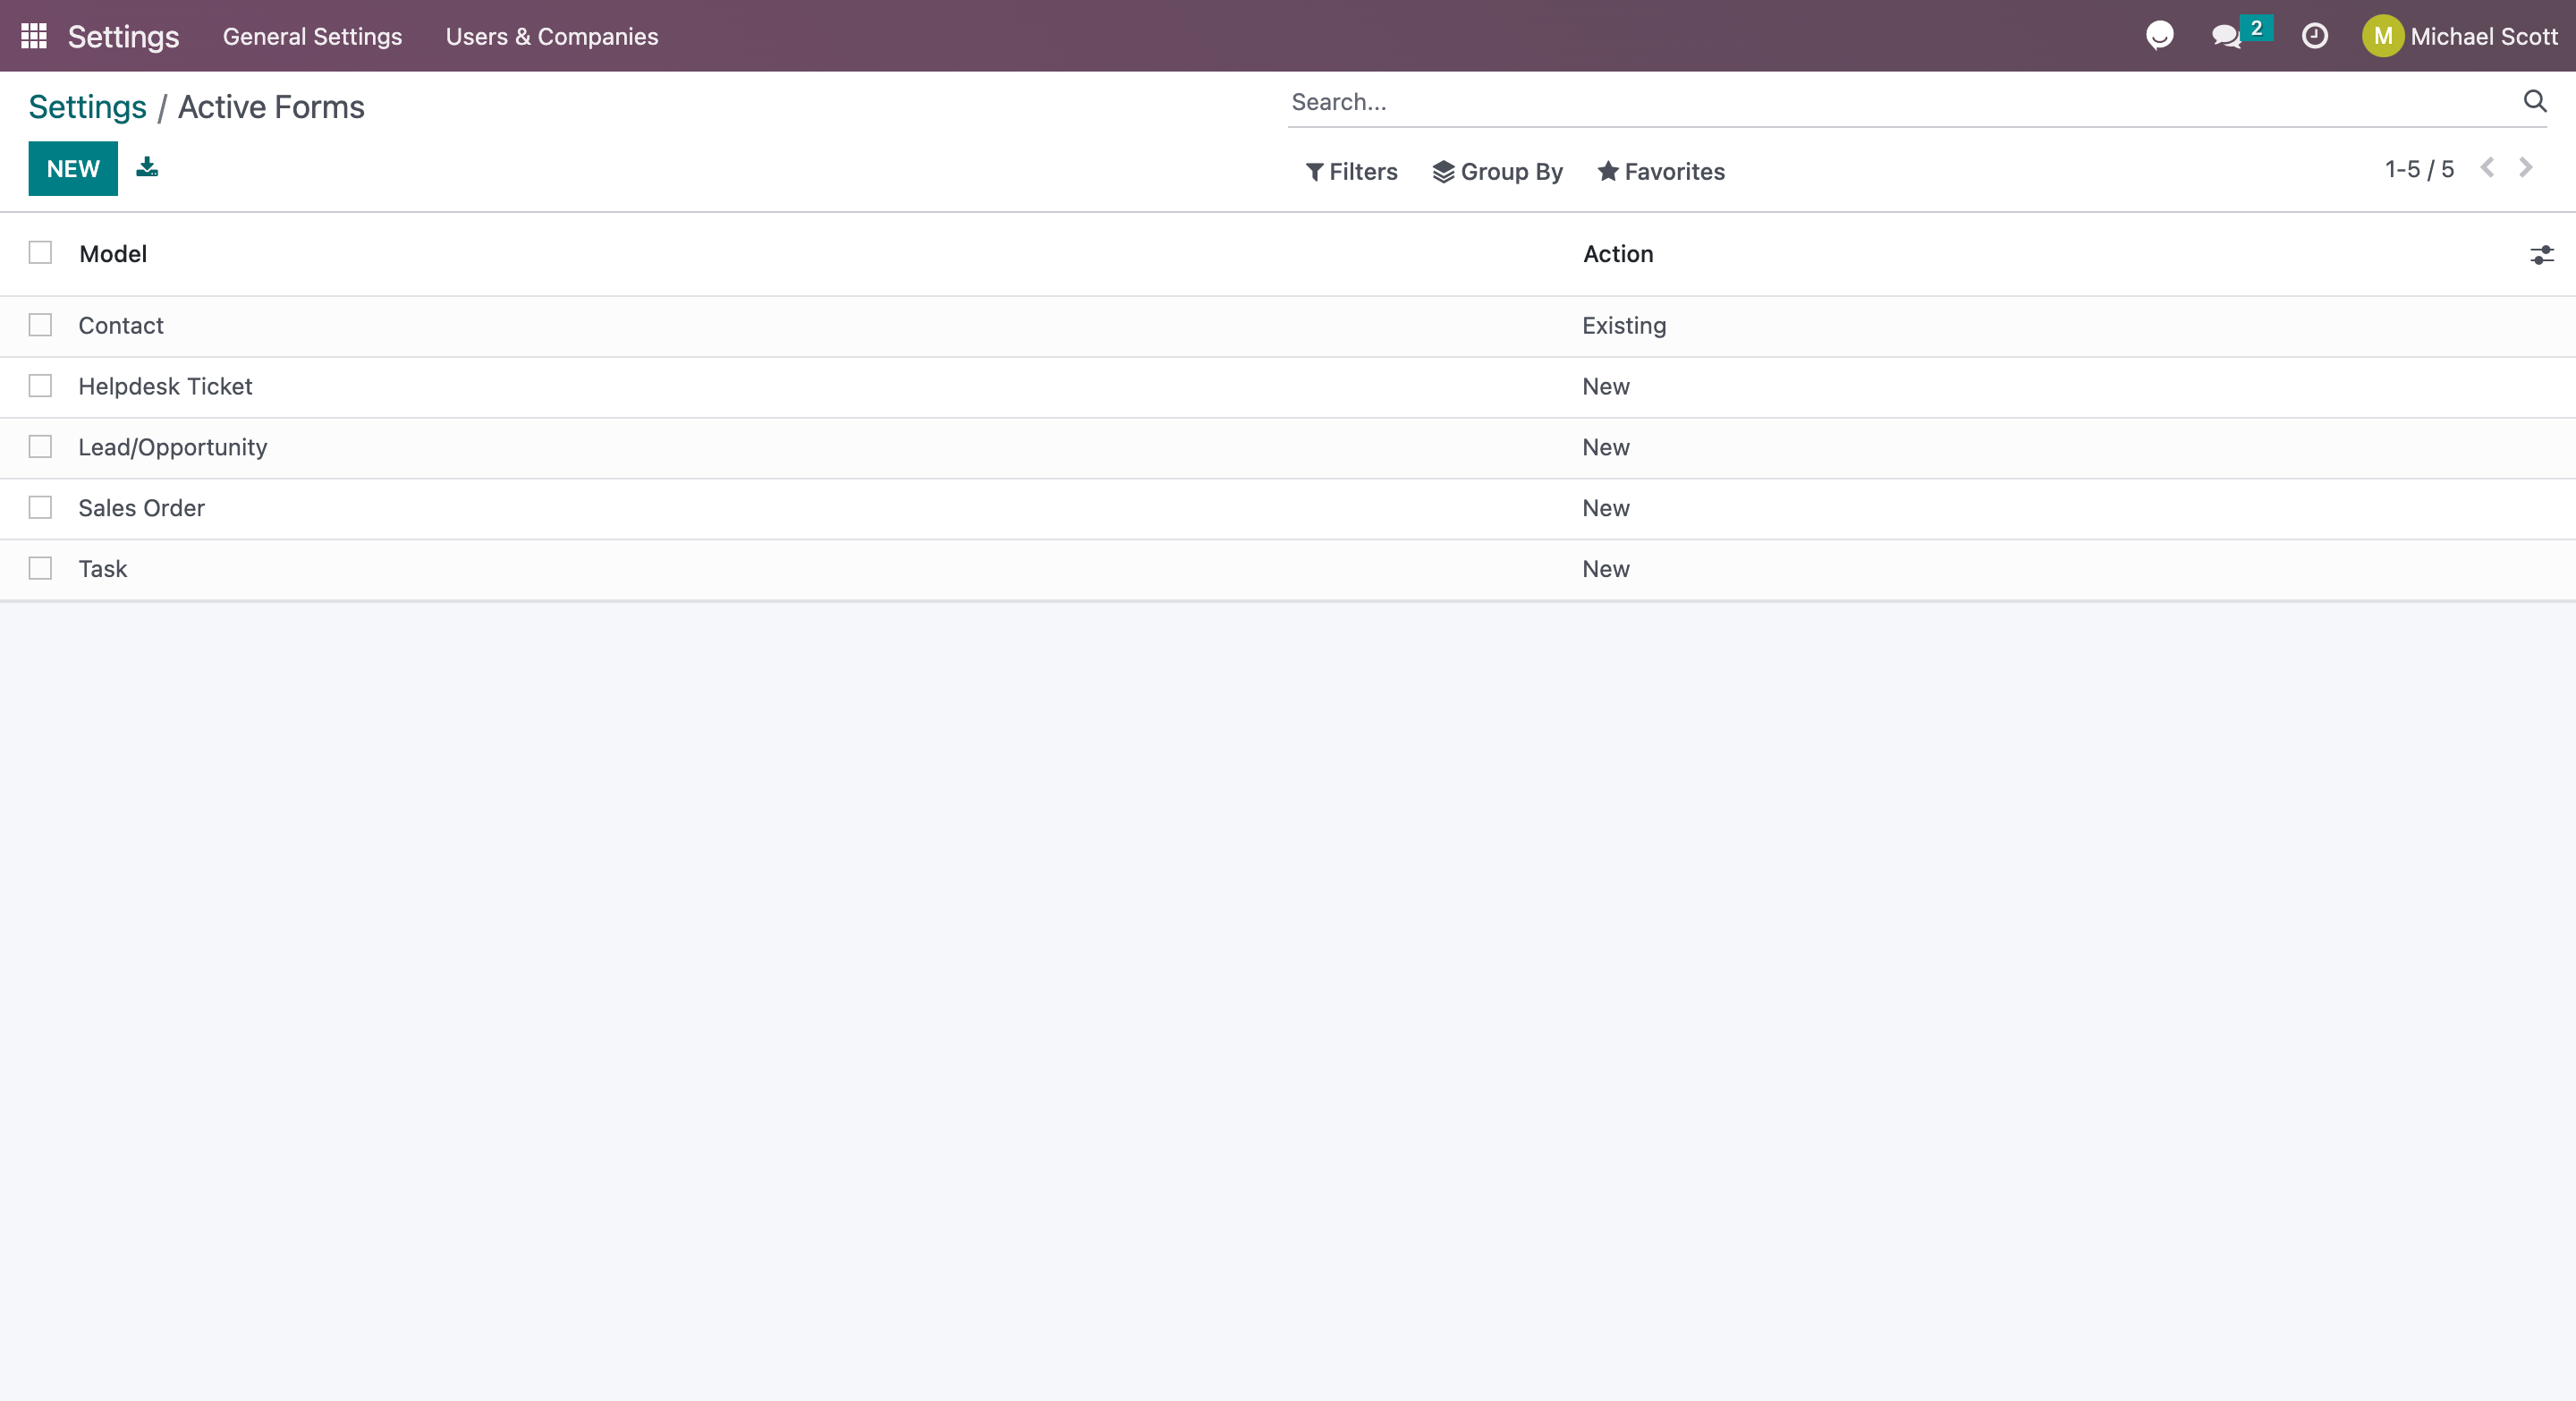 Settings General Settings Users & Companies 2 M Michael Scott
Settings / Active Forms
Search...
NEW
Filters Group By Favorites 1-5 / 5
Model Action
Contact Existing
Helpdesk Ticket New
Lead/Opportunity New
Sales Order New
Task New